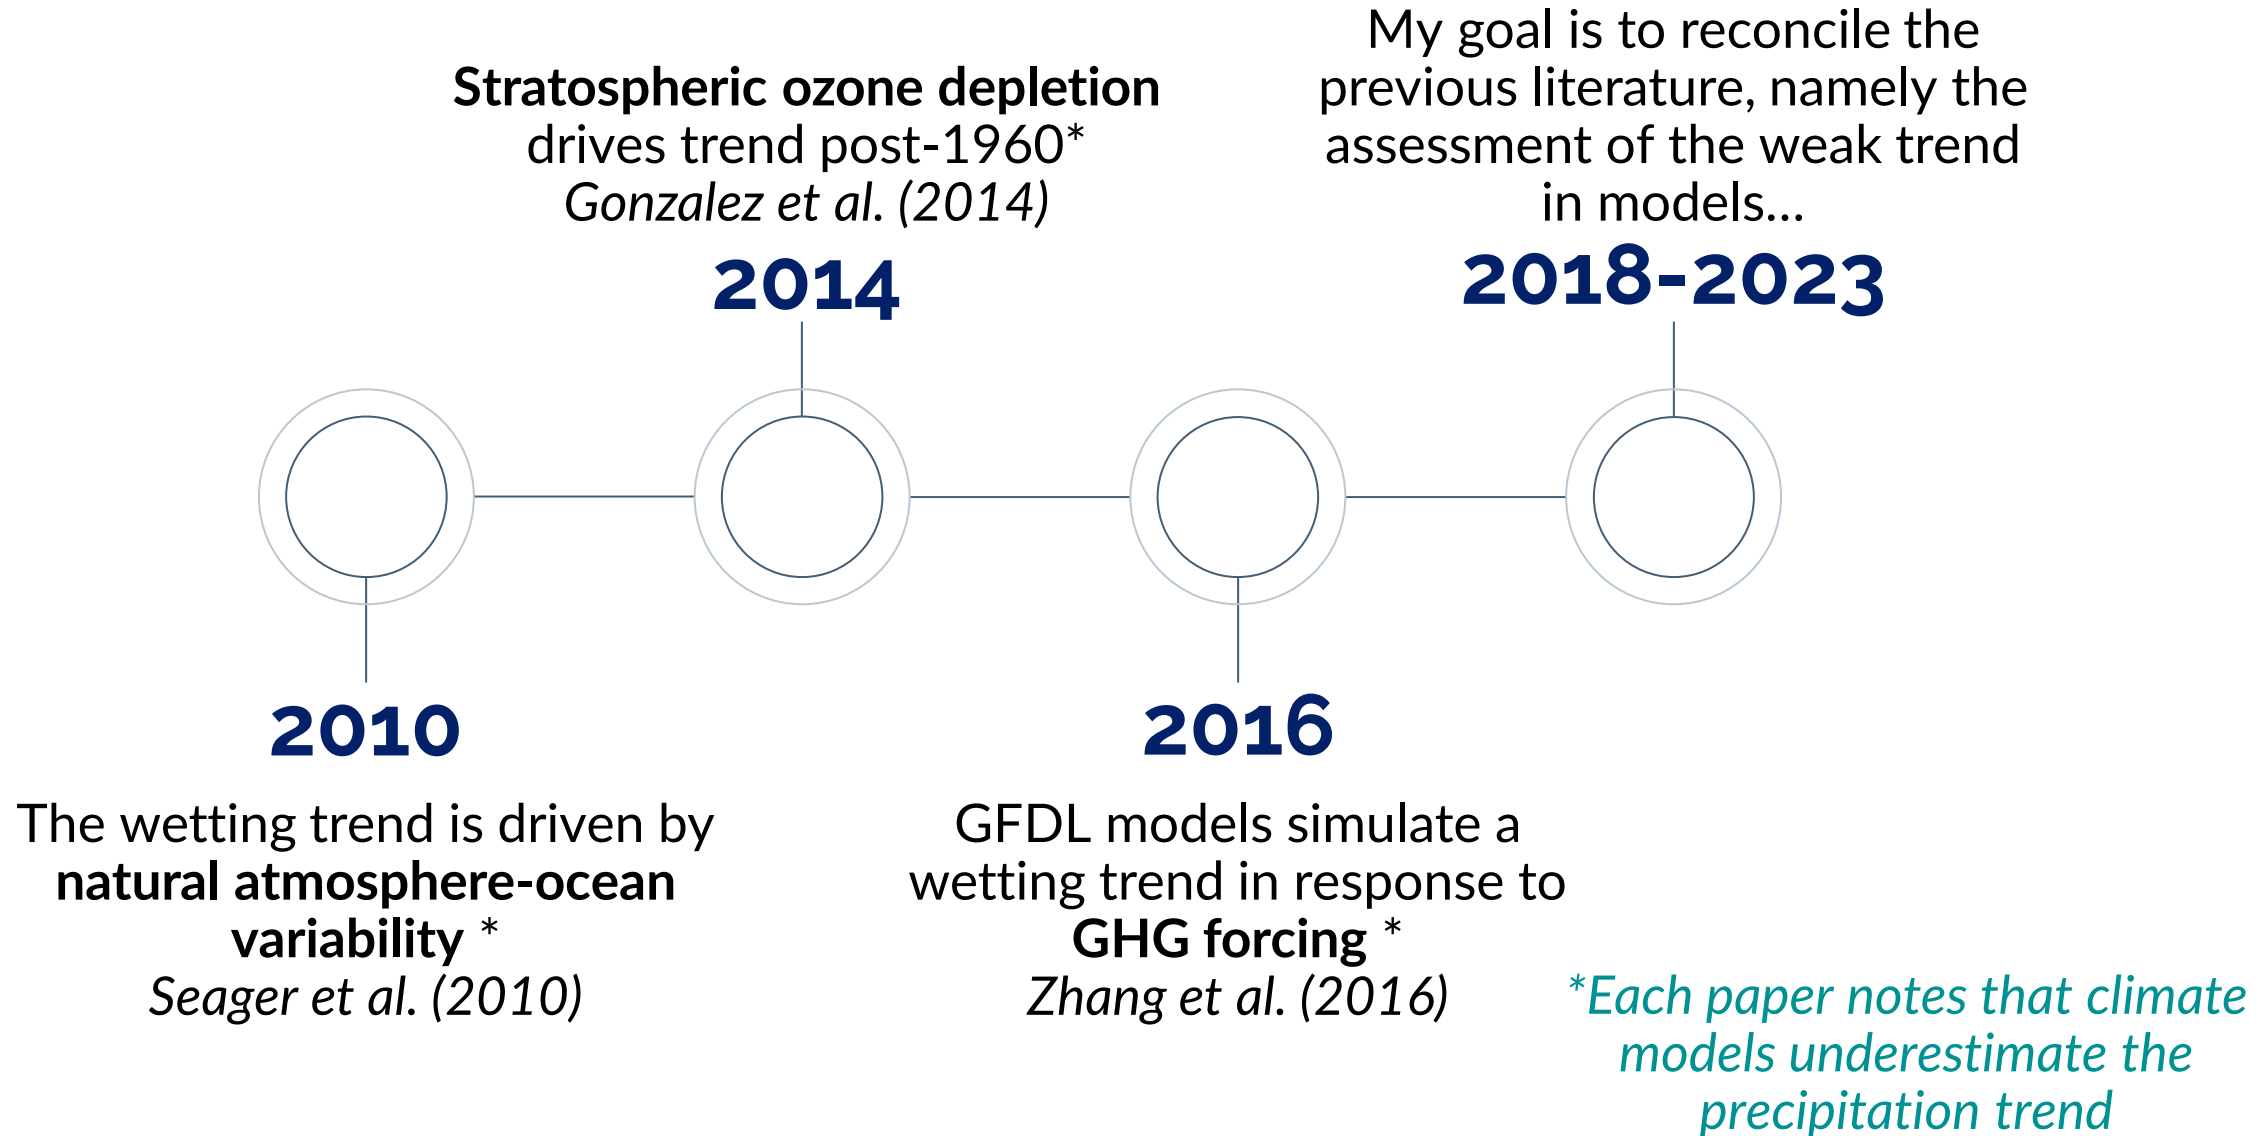 Stratospheric ozone depletion
drives trend post-1960*
Gonzalez et al. (2014)
2014
My goal is to reconcile the
previous literature, namely the
assessment of the weak trend
in models...
2018-2023
2010
The wetting trend is driven by
natural atmosphere-ocean
variability *
Seager et al. (2010)
2016
GFDL models simulate a
wetting trend in response to
GHG forcing *
Zhang et al. (2016)
*Each paper notes that climate
models underestimate the
precipitation trend